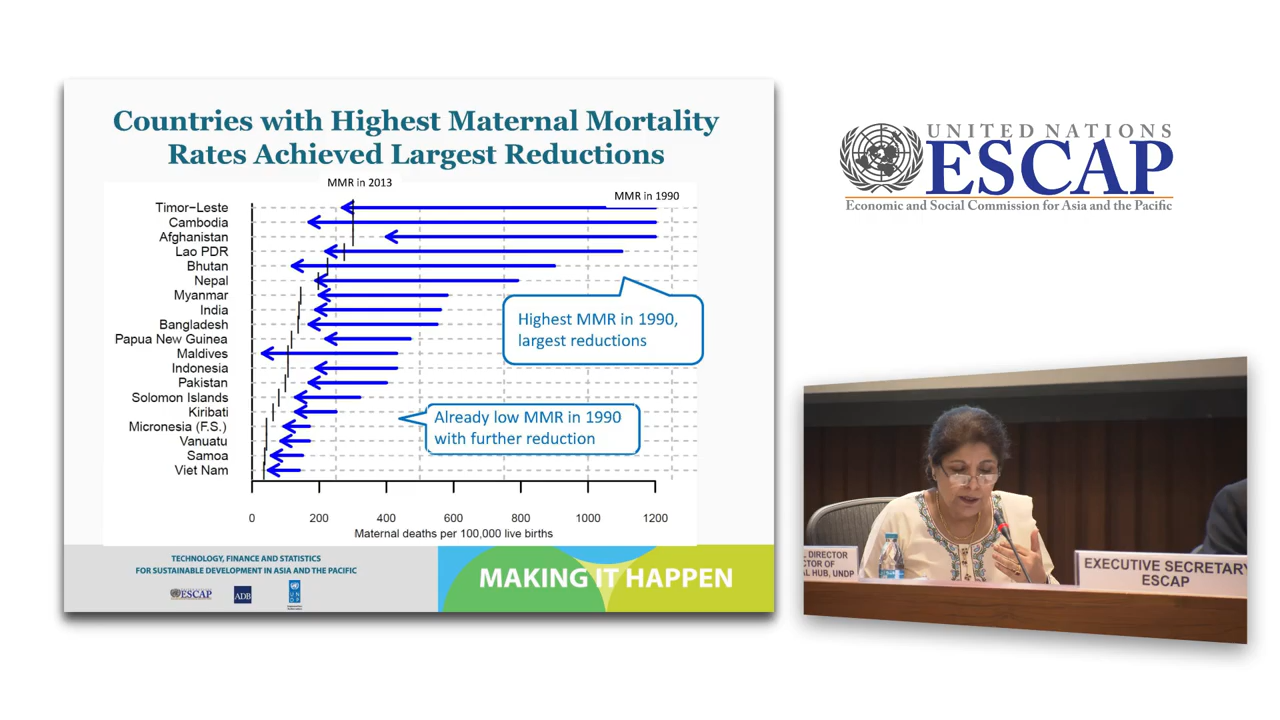 Countries with Highest Maternal Mortality
Rates Achieved Largest Reductions
MMR in 2013
MMR in 1990
Timor−Leste
Cambodia
Afghanistan
Lao PDR
Bhutan
Nepal
Myanmar
India
Bangladesh
Papua New Guinea
Maldives
Indonesia
Pakistan
Solomon Islands
Kiribati
Micronesia (F.S.)
Vanuatu
Samoa
Viet Nam
Highest MMR in 1990,
largest reductions
Already low MMR in 1990
with further reduction
0 200 400 600 800 1000 1200
Maternal deaths per 100,000 live births
TECHNOLOGY, FINANCE AND STATISTICS
FOR SUSTAINABLE DEVELOPMENT IN ASIA AND THE PACIFIC
ESCAP
ADB
UNDP
MAKING IT HAPPEN
UNITED NATIONS
ESCAP
Economic and Social Commission for Asia and the Pacific
DIRECTOR
HUB, UNDP
EXECUTIVE SECRETARY
ESCAP